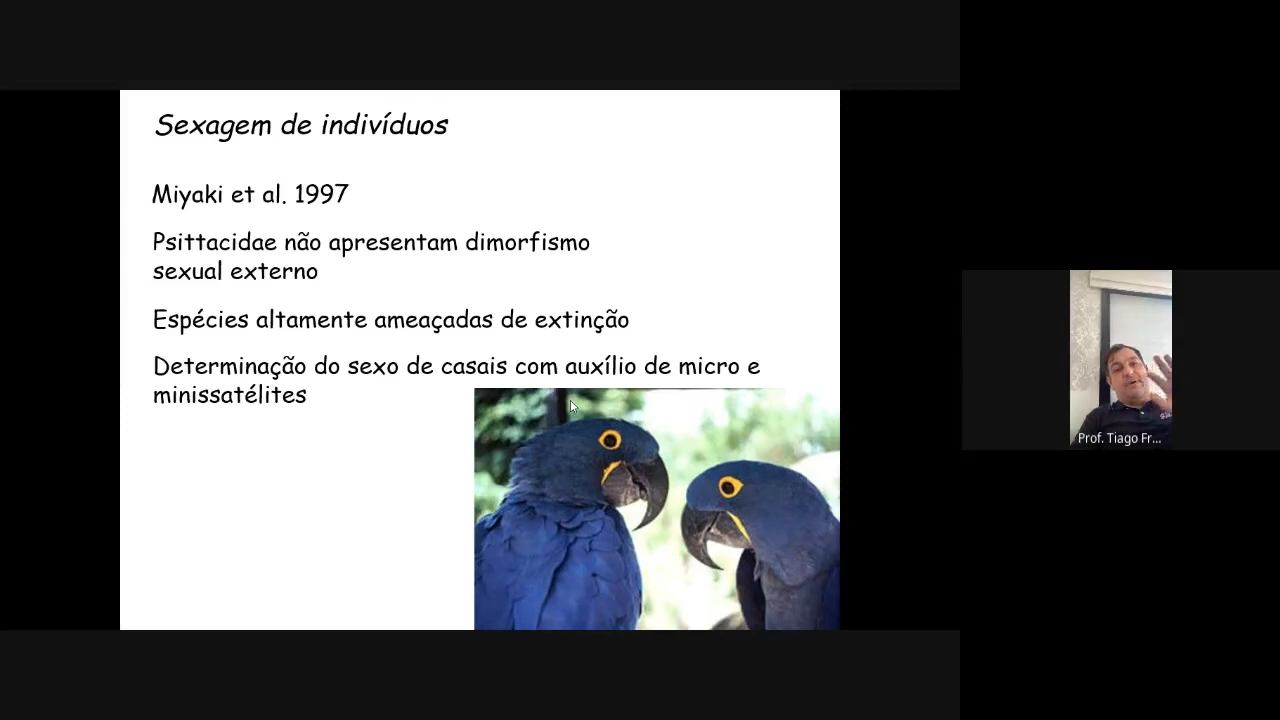 Sexagem de indivíduos
Miyaki et al. 1997
Psittacidae não apresentam dimorfismo
sexual externo
Espécies altamente ameaçadas de extinção
Determinação do sexo de casais com auxílio de micro e
minissatélites
Prof. Tiago Fr...